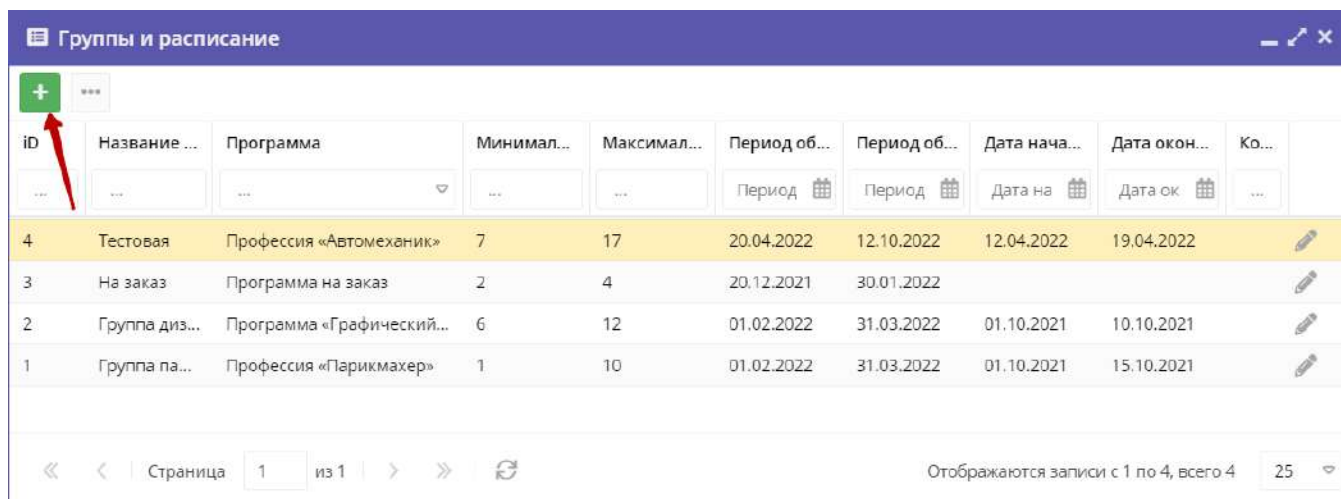 Группы и расписание
iD Название ... Программа Минимал... Максимал... Период об... Период об... Дата нача... Дата окон... Ко...
... ... ... ... ... Период Период Дата на Дата ок ...
4 Тестовая Профессия «Автомеханик» 7 17 20.04.2022 12.10.2022 12.04.2022 19.04.2022
3 На заказ Программа на заказ 2 4 20.12.2021 30.01.2022
2 Группа диз... Программа «Графический... 6 12 01.02.2022 31.03.2022 01.10.2021 10.10.2021
1 Группа па... Профессия «Парикмахер» 1 10 01.02.2022 31.03.2022 01.10.2021 15.10.2021
Страница 1 из 1 Отображаются записи с 1 по 4, всего 4 25